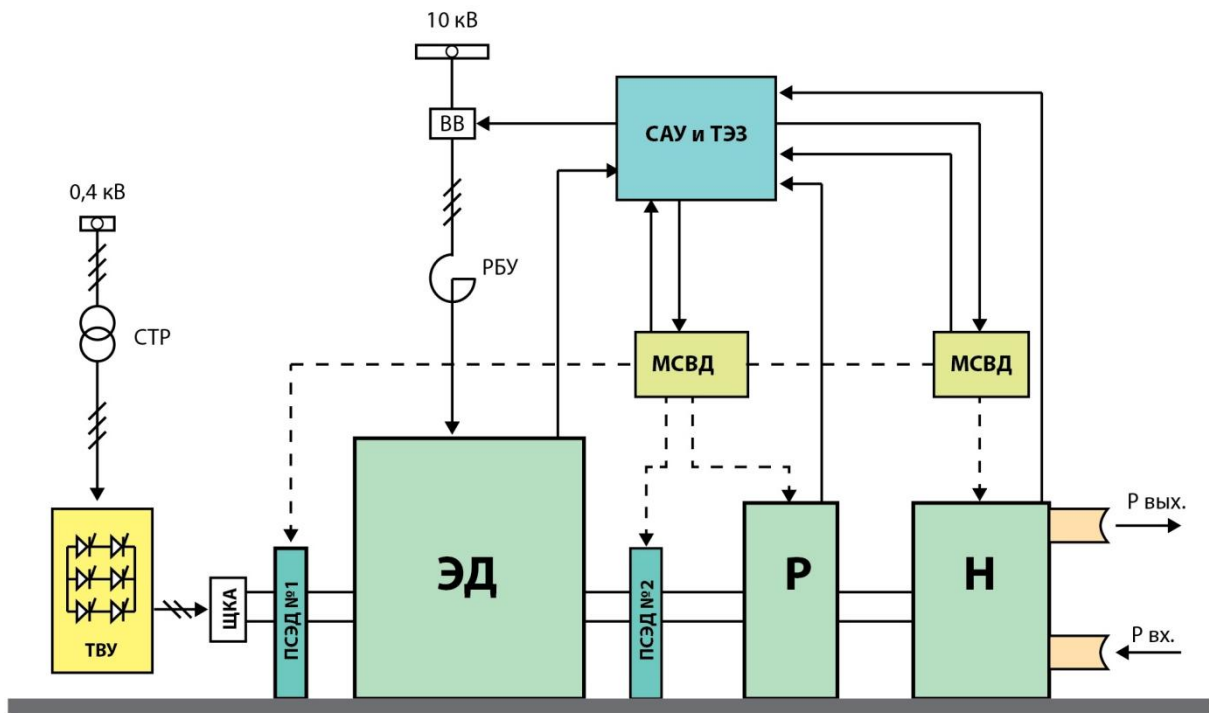 10 кВ
ВВ
САУ и ТЭЗ
0,4 кВ
РБУ
СТР
МСВД
МСВД
Р вых.
ЭД
Р
Н
ПСЭД №1
ПСЭД №2
ЩКА
ТВУ
Р вх.